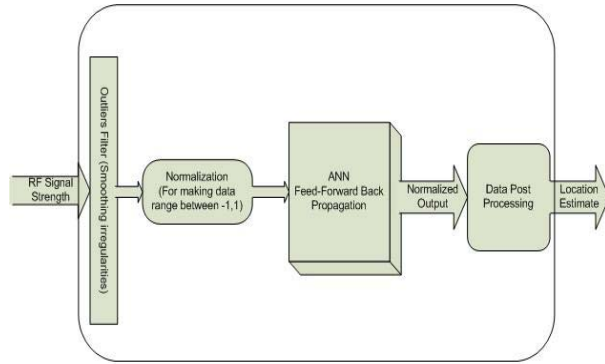 RF Signal
Strength
Outliers Filter (Smoothing irregularities)
Normalization
(For making data
range between -1,1)
ANN
Feed-Forward Back
Propagation
Normalized
Output
Data Post
Processing
Location
Estimate